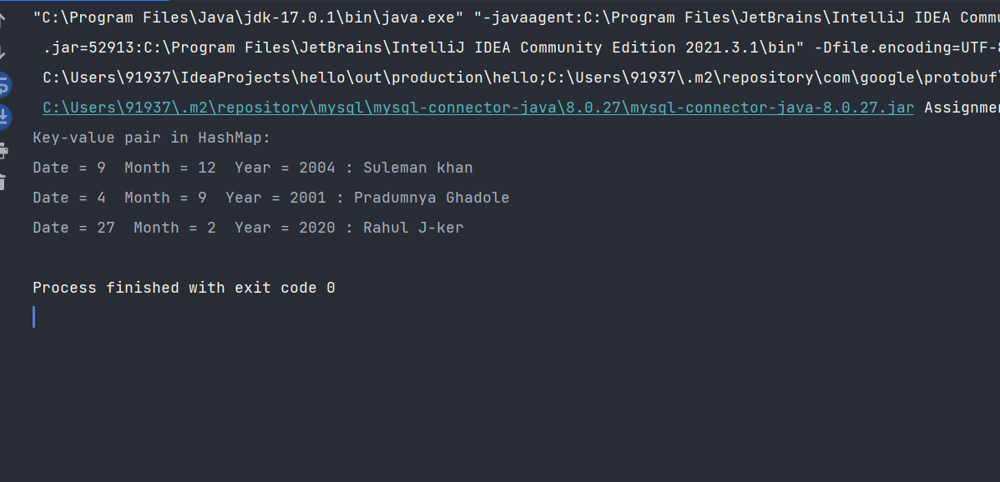 "C:\Program Files\Java\jdk-17.0.1\bin\java.exe" "-javaagent:C:\Program Files\JetBrains\IntelliJ IDEA Commu
.jar=52913:C:\Program Files\JetBrains\IntelliJ IDEA Community Edition 2021.3.1\bin" -Dfile.encoding=UTF-8
C:\Users\91937\IdeaProjects\hello\out\production\hello;C:\Users\91937\.m2\repository\com\google\protobuf\
C:\Users\91937\.m2\repository\mysql\mysql-connector-java\8.0.27\mysql-connector-java-8.0.27.jar Assignme
Key-value pair in HashMap:
Date = 9  Month = 12  Year = 2004 : Suleman khan
Date = 4  Month = 9  Year = 2001 : Pradumnya Ghadole
Date = 27  Month = 2  Year = 2020 : Rahul J-ker
Process finished with exit code 0